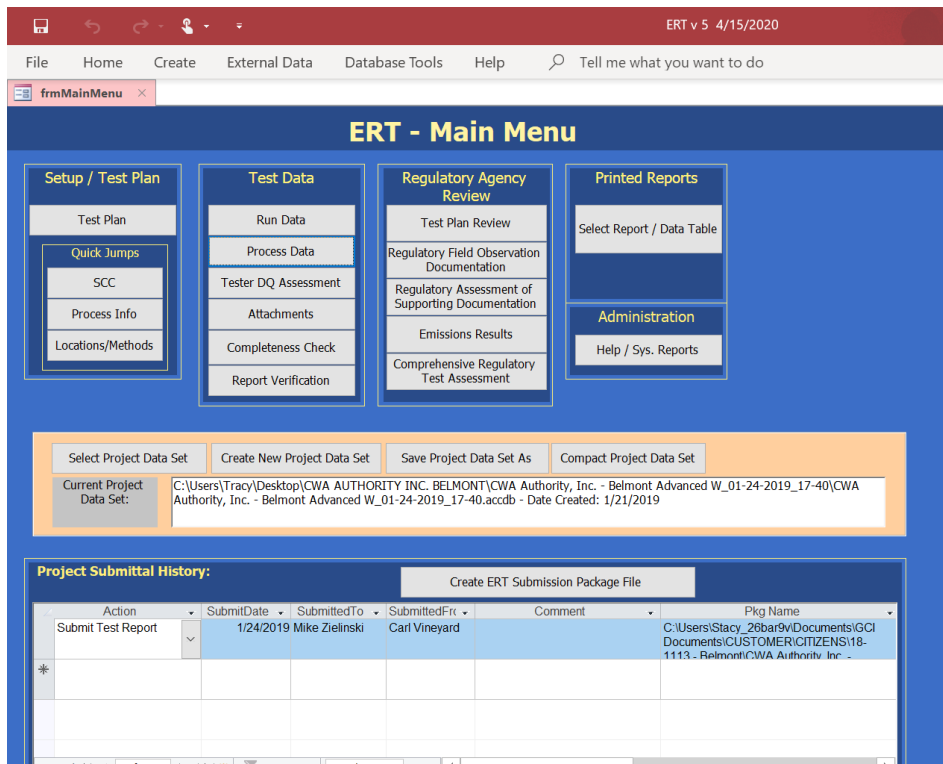 ERT v 5 4/15/2020
File Home Create External Data Database Tools Help Tell me what you want to do
frmMainMenu
ERT - Main Menu
Setup / Test Plan
Test Plan
Quick Jumps
SCC
Process Info
Locations/Methods
Test Data
Run Data
Process Data
Tester DQ Assessment
Attachments
Completeness Check
Report Verification
Regulatory Agency
Review
Test Plan Review
Regulatory Field Observation
Documentation
Regulatory Assessment of
Supporting Documentation
Emissions Results
Comprehensive Regulatory
Test Assessment
Printed Reports
Select Report / Data Table
Administration
Help / Sys. Reports
Select Project Data Set Create New Project Data Set Save Project Data Set As Compact Project Data Set
Current Project
Data Set:
C:\Users\Tracy\Desktop\CWA AUTHORITY INC. BELMONT\CWA Authority, Inc. - Belmont Advanced W_01-24-2019_17-40\CWA
Authority, Inc. - Belmont Advanced W_01-24-2019_17-40.accdb - Date Created: 1/21/2019
Project Submittal History:
Create ERT Submission Package File
Action SubmitDate SubmittedTo SubmittedFrc Comment Pkg Name
Submit Test Report 1/24/2019 Mike Zielinski Carl Vineyard
C:\Users\Stacy_26bar9v\Documents\GCI
Documents\CUSTOMER\CITIZENS\18-
1113 - Belmont\CWA Authority, Inc. -